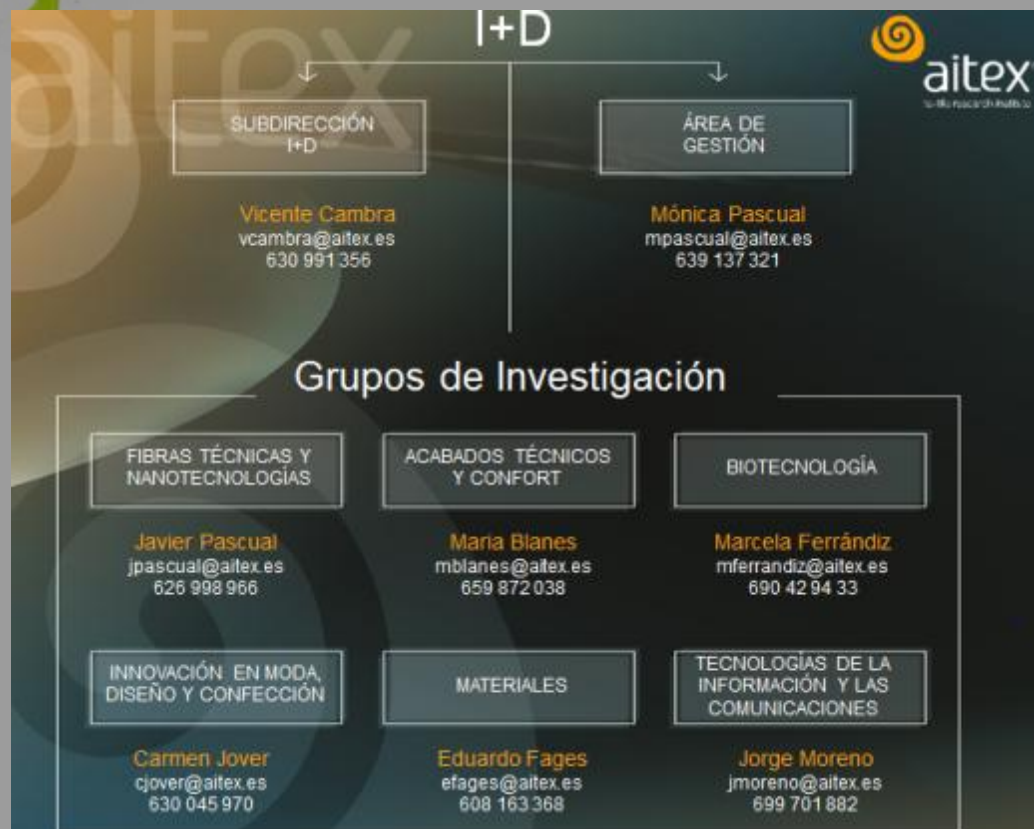 I+D
aitex
aitex
textile research institute
SUBDIRECCIÓN
I+D
ÁREA DE
GESTIÓN
Vicente Cambra
vcambra@aitex.es
630 991 356
Mónica Pascual
mpascual@aitex.es
639 137 321
Grupos de Investigación
FIBRAS TÉCNICAS Y
NANOTECNOLOGÍAS
ACABADOS TÉCNICOS
Y CONFORT
BIOTECNOLOGÍA
Javier Pascual
jpascual@aitex.es
626 998 966
Maria Blanes
mblanes@aitex.es
659 872 038
Marcela Ferrándiz
mferrandiz@aitex.es
690 42 94 33
INNOVACIÓN EN MODA,
DISEÑO Y CONFECCIÓN
MATERIALES
TECNOLOGÍAS DE LA
INFORMACIÓN Y LAS
COMUNICACIONES
Carmen Jover
cjover@aitex.es
630 045 970
Eduardo Fages
efages@aitex.es
608 163 368
Jorge Moreno
jmoreno@aitex.es
699 701 882